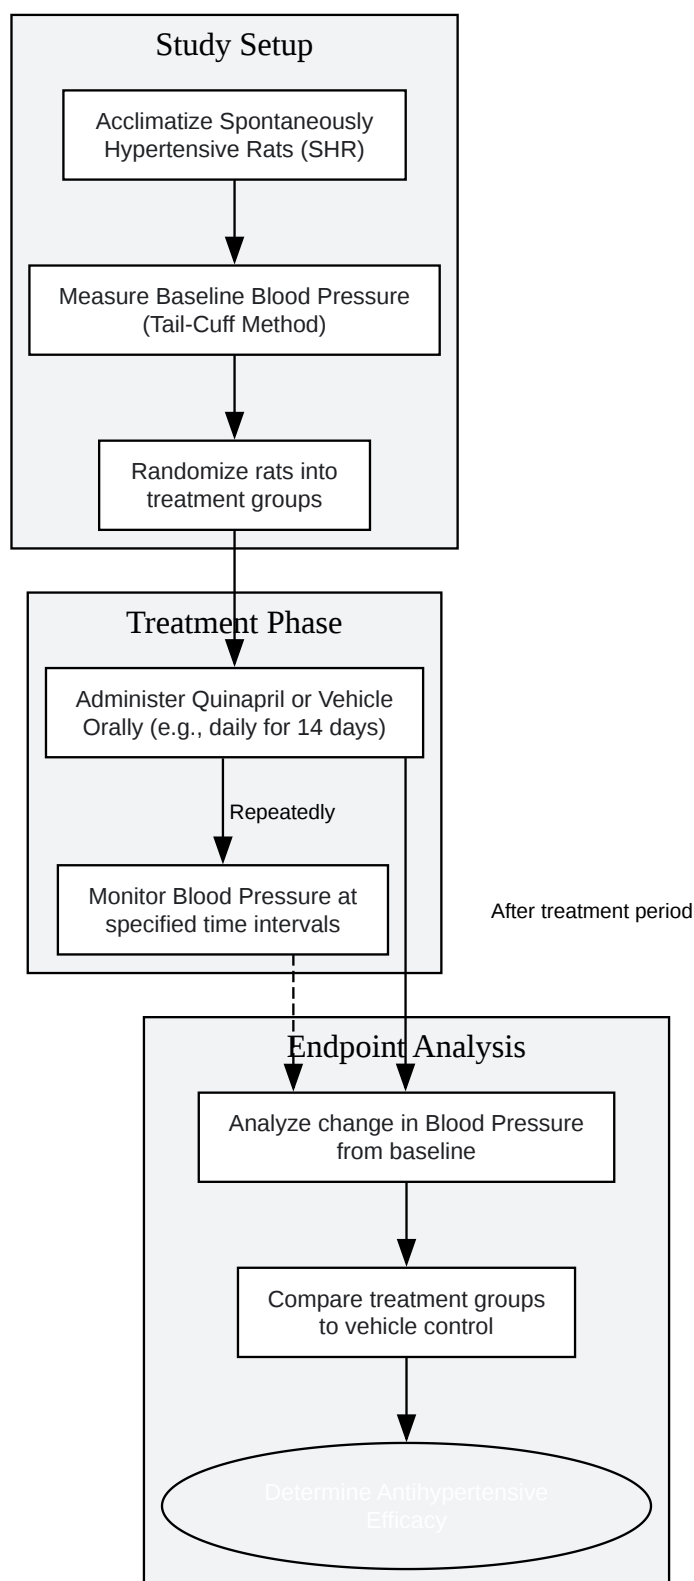 Study Setup
Acclimatize Spontaneously
Hypertensive Rats (SHR)
Measure Baseline Blood Pressure
(Tail-Cuff Method)
Randomize rats into
treatment groups
Treatment Phase
Administer Quinapril or Vehicle
Orally (e.g., daily for 14 days)
Repeatedly
Monitor Blood Pressure at
specified time intervals
After treatment period
Endpoint Analysis
Analyze change in Blood Pressure
from baseline
Compare treatment groups
to vehicle control
Determine Antihypertensive
Efficacy